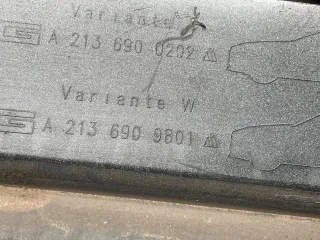 Variante
A 213 690 0202
Variante W
A 213 690 9801